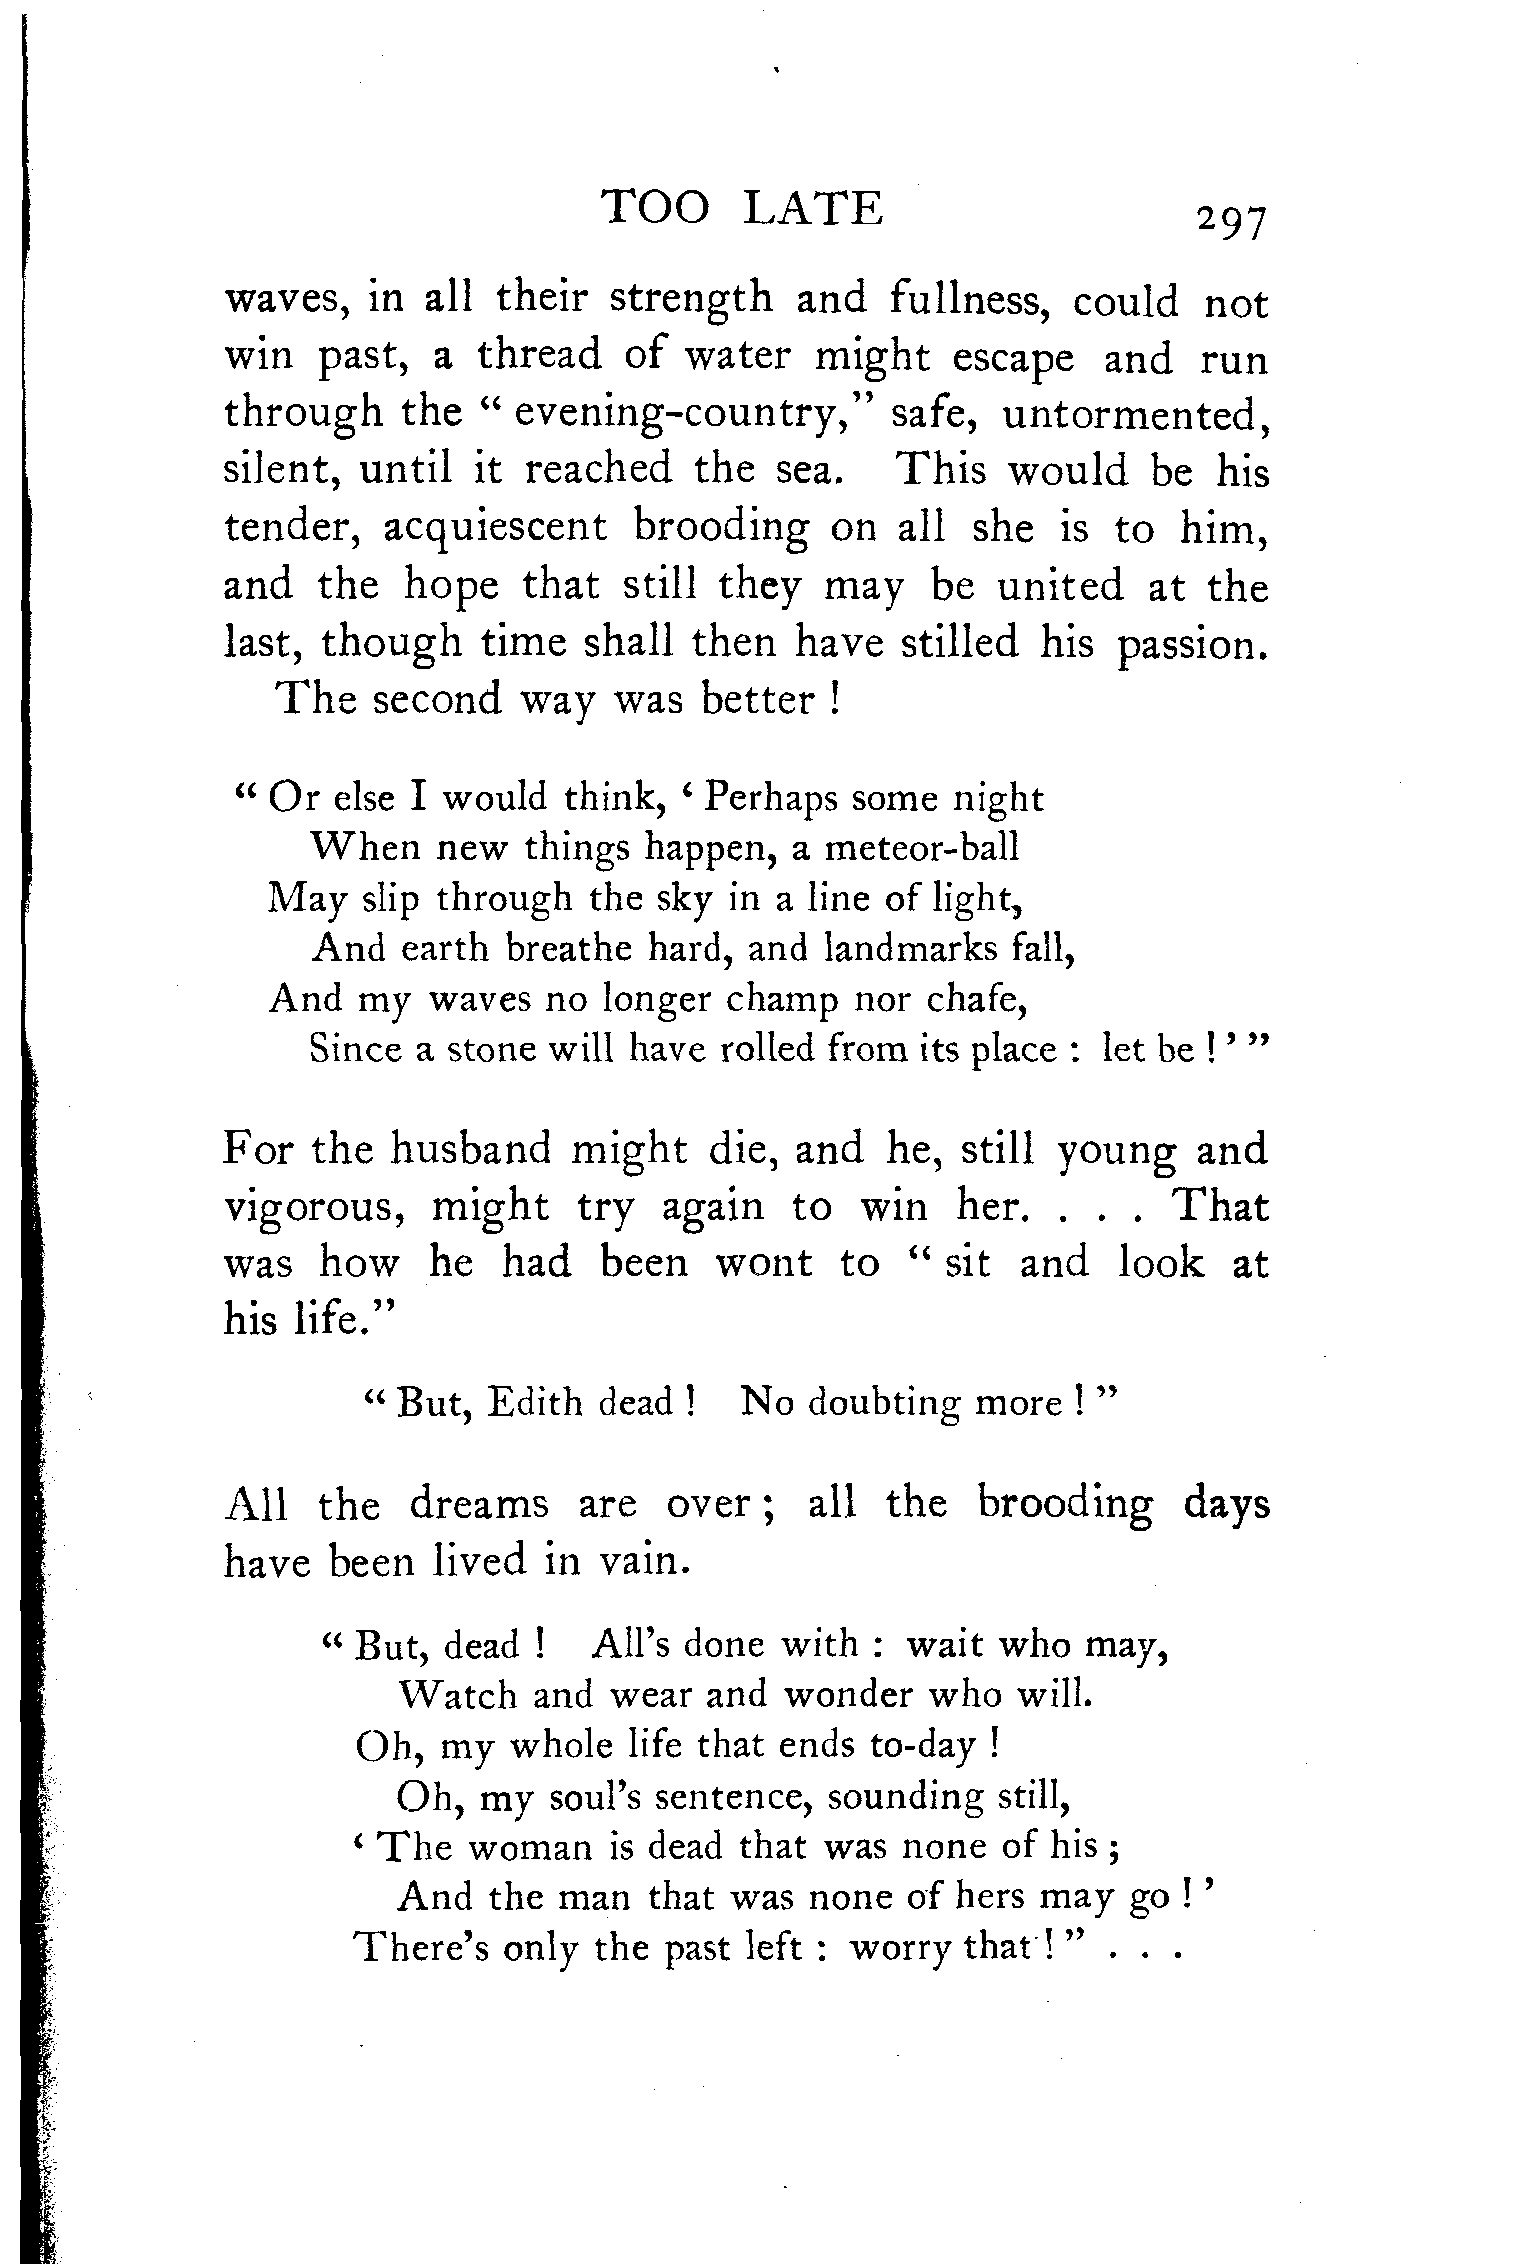 TOO LATE 297
waves, in all their strength and fullness, could not
win past, a thread of water might escape and run
through the “ evening-country,” safe, untormented,
silent, until it reached the sea. This would be his
tender, acquiescent brooding on all she is to him,
and the hope that still they may be united at the
last, though time shall then have stilled his passion.
The second way was better !
“ Or else I would think, ‘ Perhaps some night
When new things happen, a meteor-ball
May slip through the sky in a line of light,
And earth breathe hard, and landmarks fall,
And my waves no longer champ nor chafe,
Since a stone will have rolled from its place : let be ! ’ ”
For the husband might die, and he, still young and
vigorous, might try again to win her. . . . That
was how he had been wont to “ sit and look at
his life.”
“ But, Edith dead ! No doubting more ! ”
All the dreams are over ; all the brooding days
have been lived in vain.
“ But, dead ! All’s done with : wait who may,
Watch and wear and wonder who will.
Oh, my whole life that ends to-day !
Oh, my soul’s sentence, sounding still,
‘ The woman is dead that was none of his ;
And the man that was none of hers may go ! ’
There’s only the past left : worry that ! ” . . .